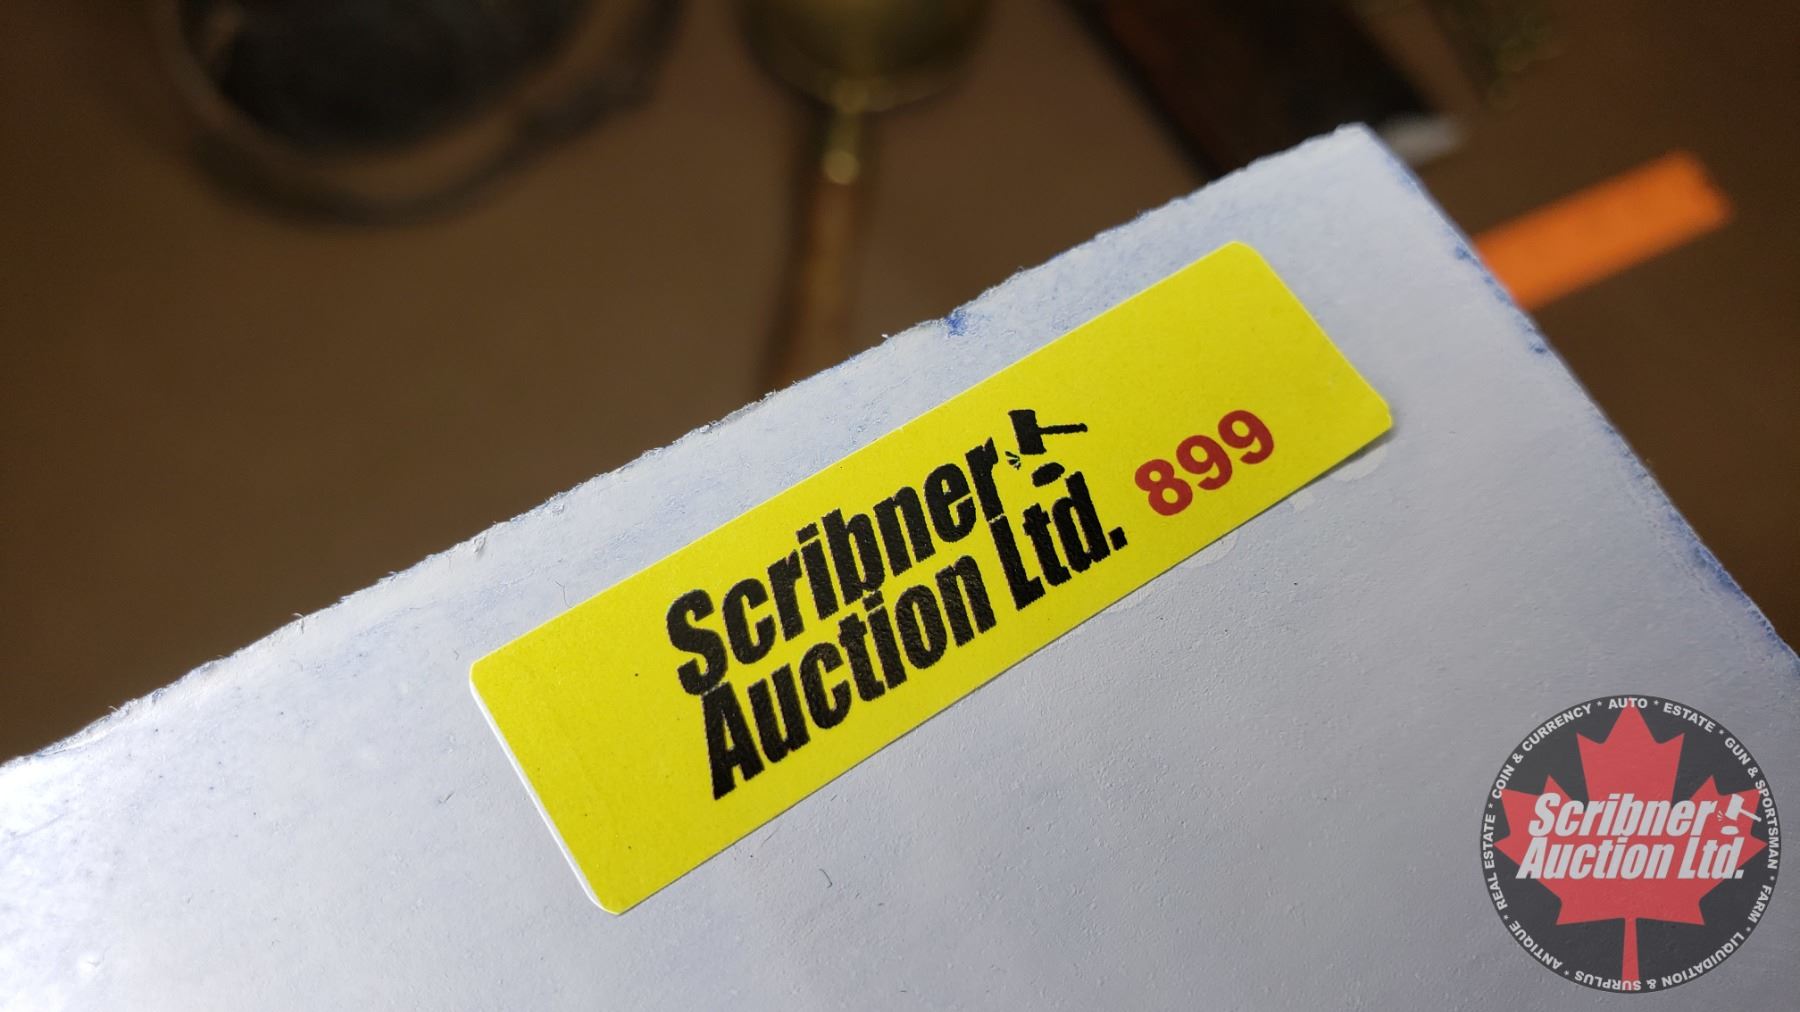 Scribner
Auction Ltd.
899
COIN & CURRENCY * AUTO * ESTATE * GUN & SPORTSMAN * FARM * LIQUIDATION & SURPLUS * ANTIQUE * REAL ESTATE *
Scribner
Auction Ltd.